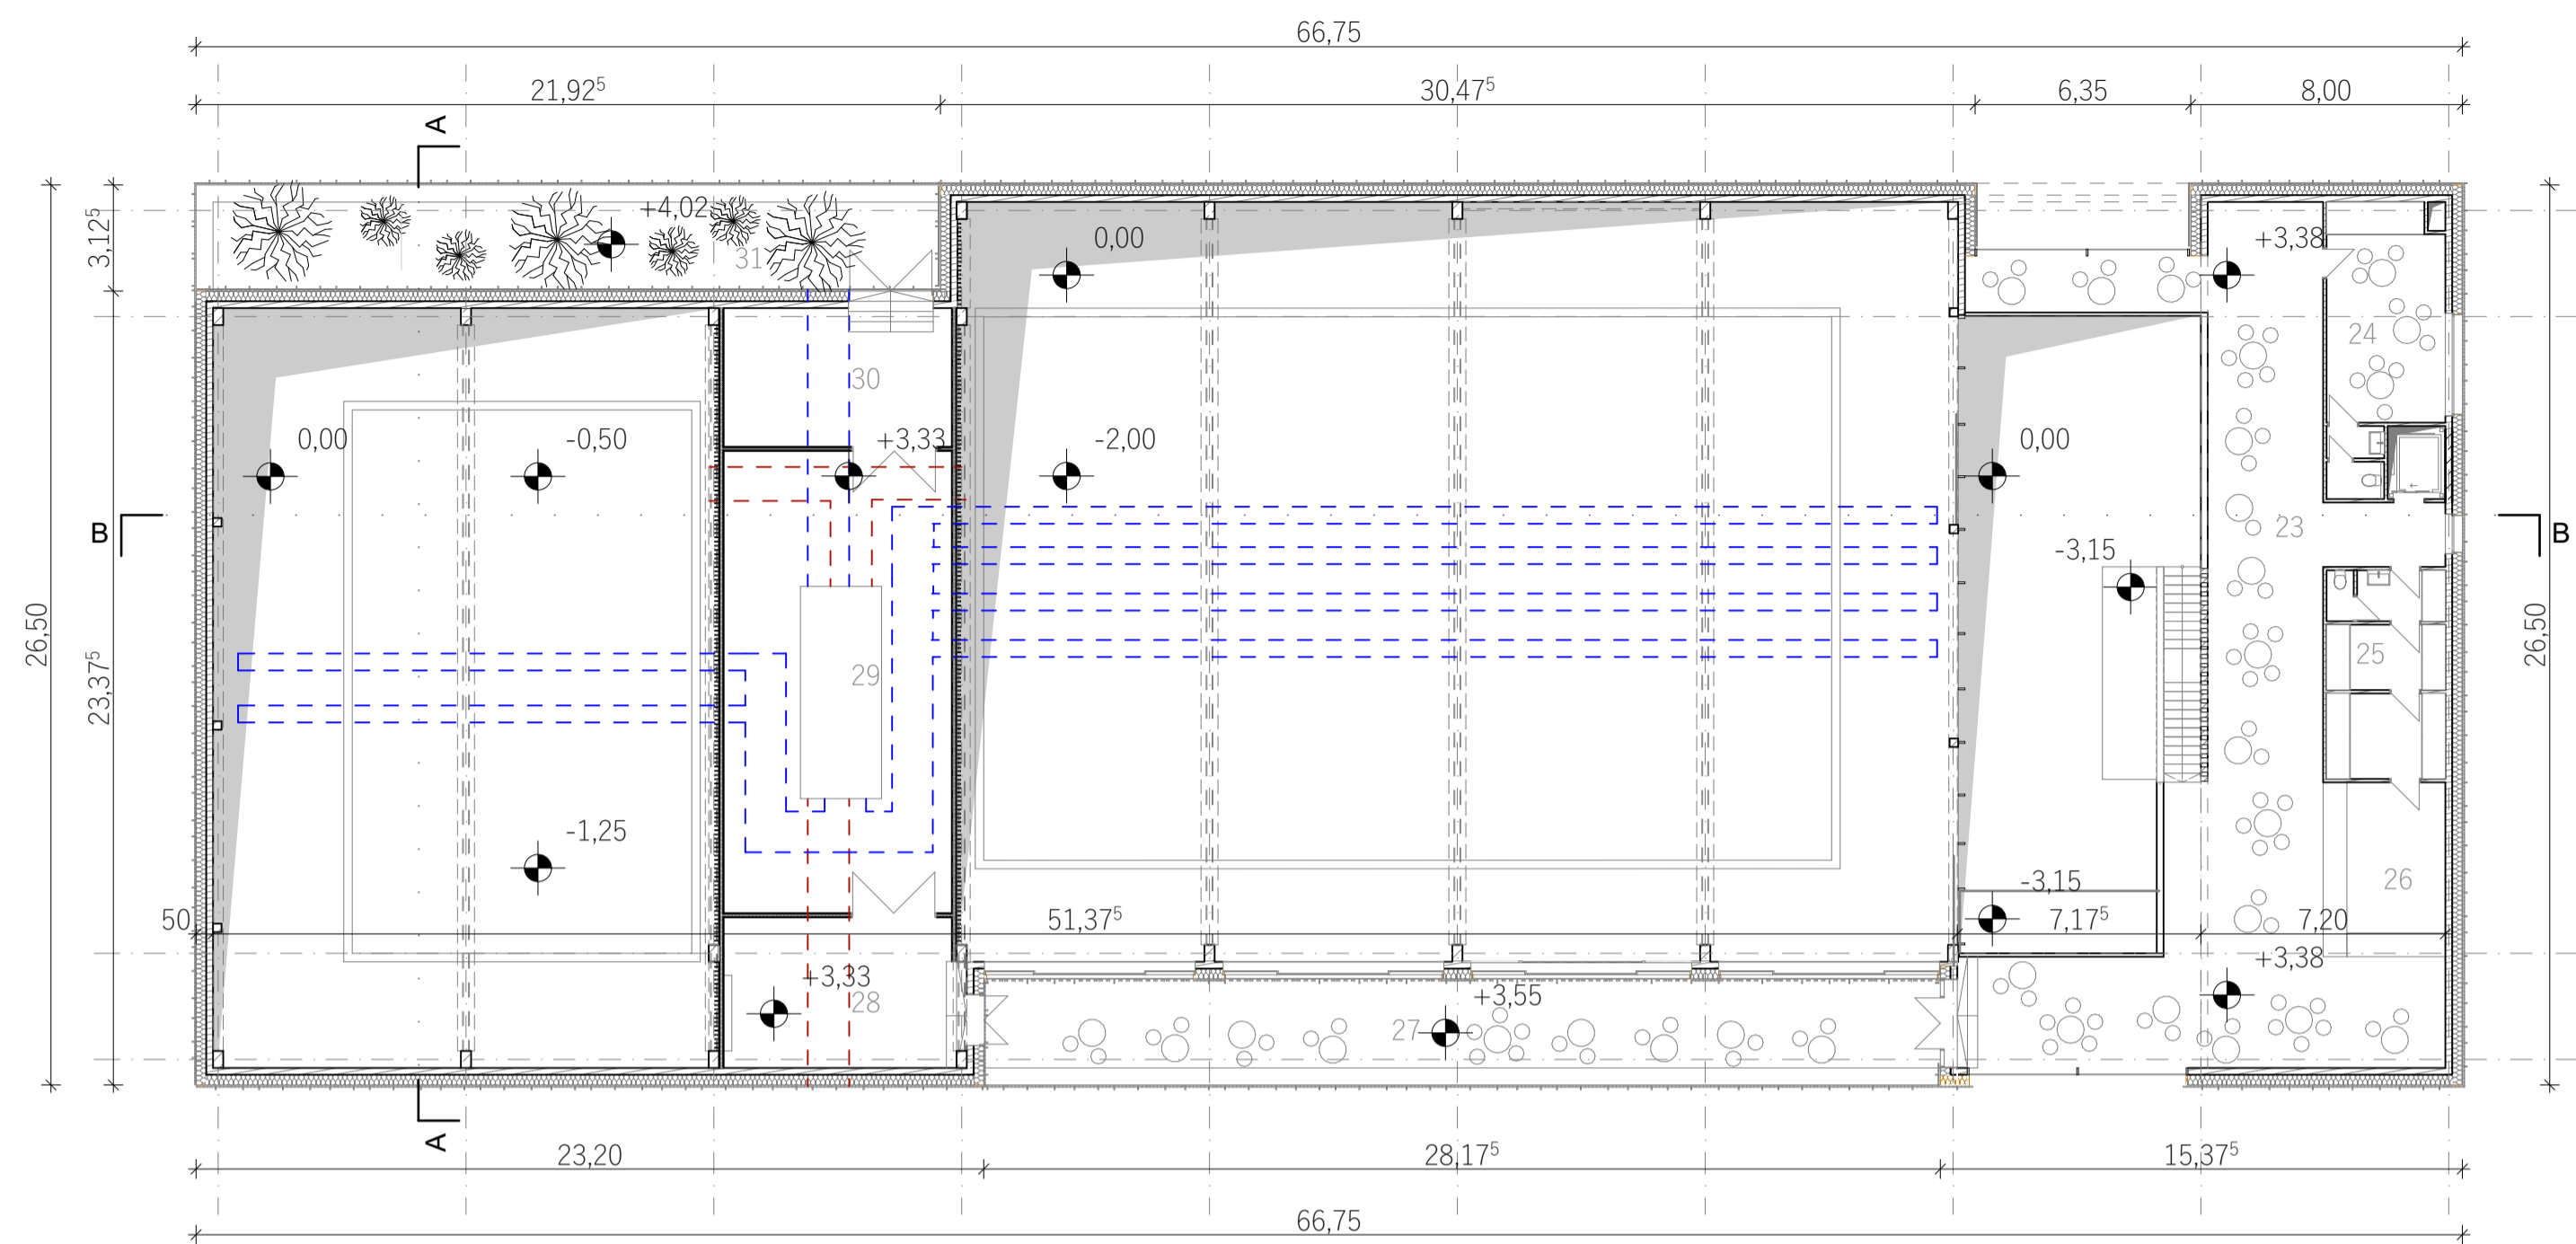 66,75
21,92⁵ 30,47⁵ 6,35 8,00
A
3,12⁵
+4,02
31
0,00
+3,38
24
30
0,00 -0,50 +3,33 -2,00 0,00
B B
23
-3,15
26,50 23,37⁵ 26,50
29
25
-1,25
-3,15
26
50 51,37⁵ 7,17⁵ 7,20
+3,38
+3,33
28
+3,55
27
A
23,20 28,17⁵ 15,37⁵
66,75